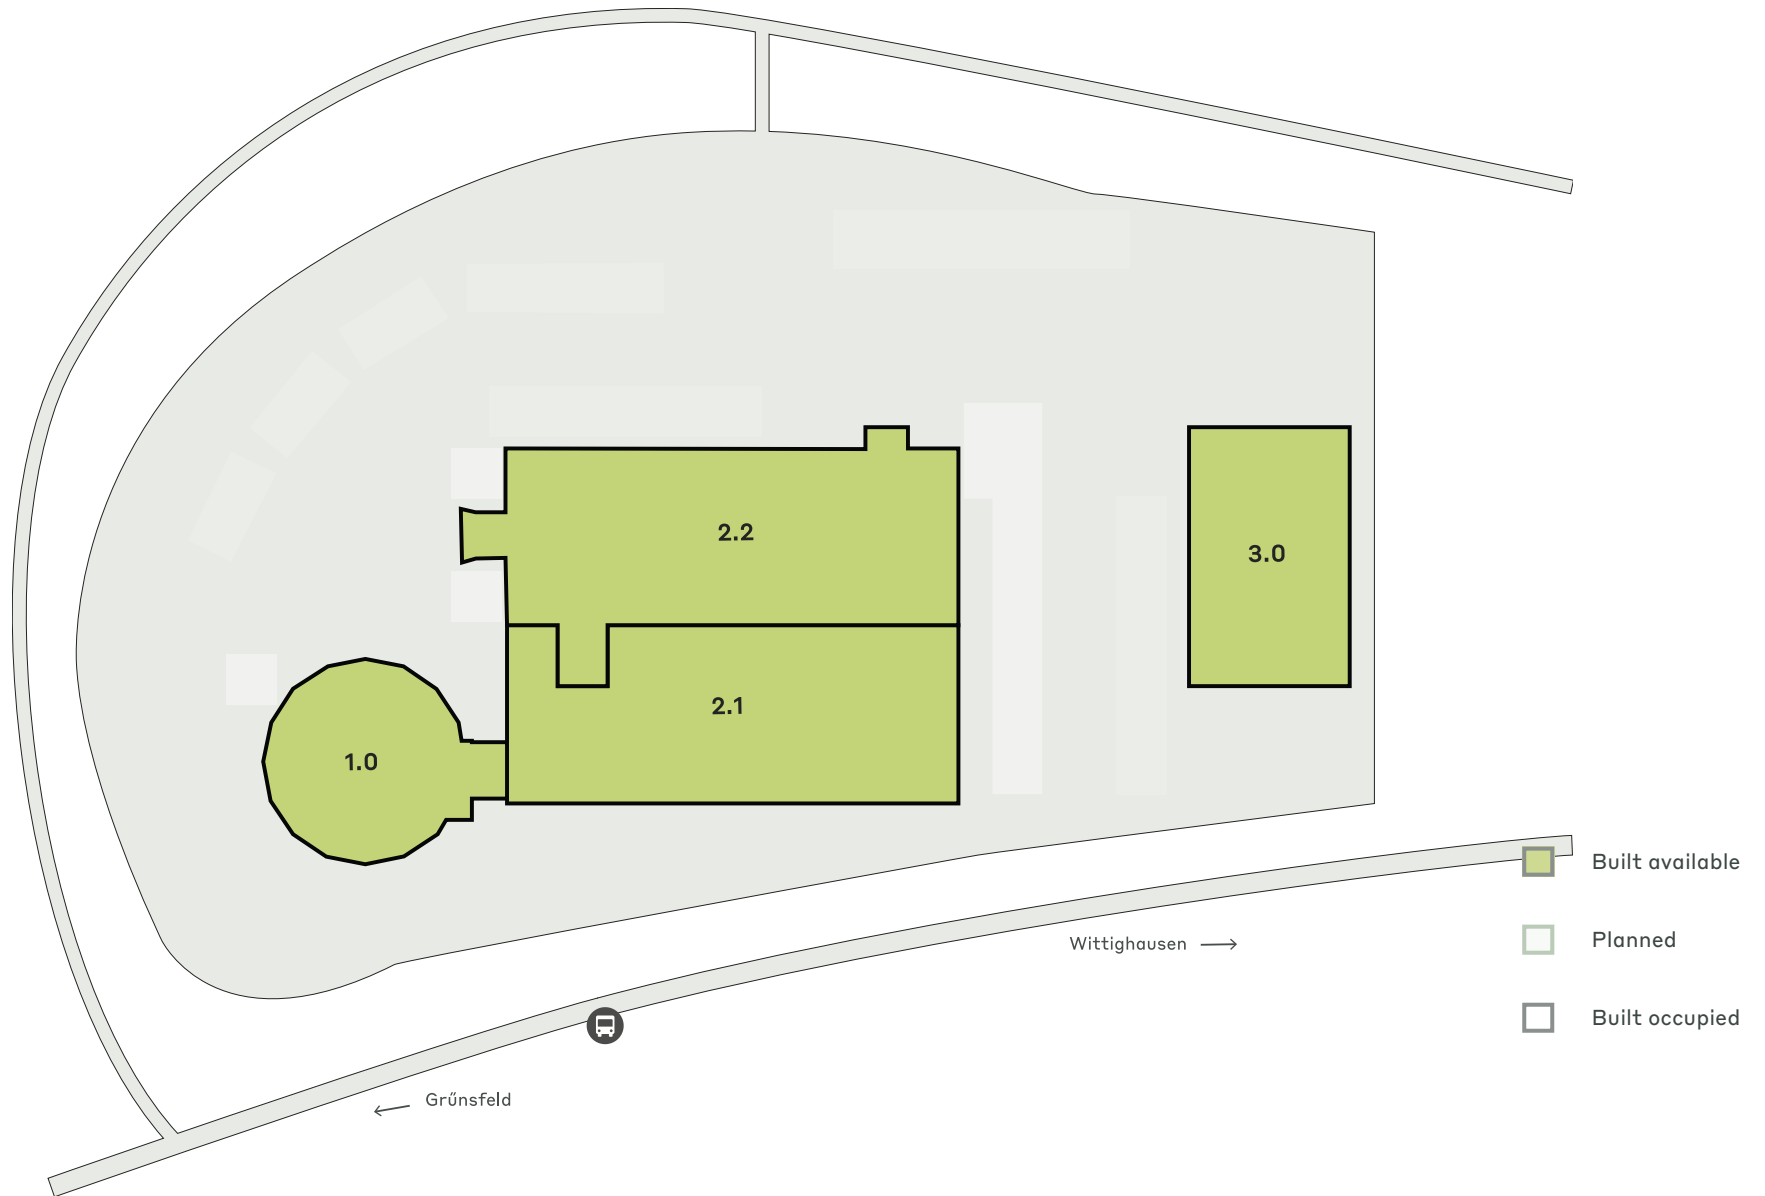 2.2
3.0
2.1
1.0
Built available
Wittighausen
Planned
Built occupied
Grűnsfeld